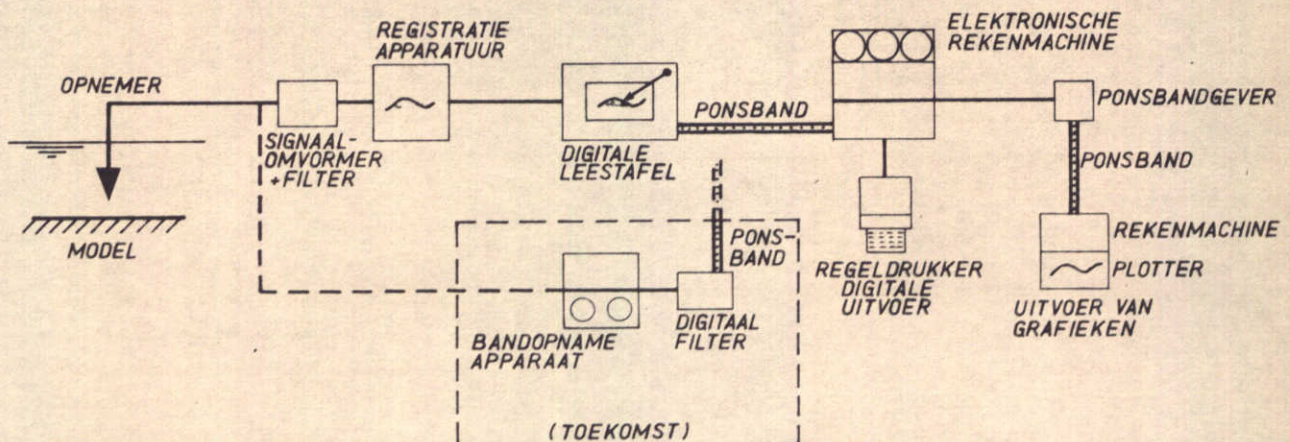 OPNEMER
REGISTRATIE
APPARATUUR
ELEKTRONISCHE
REKENMACHINE
PONSBAND
PONSBANDGEVER
SIGNAAL-
OMVORMER
+FILTER
DIGITALE
LEESTAFEL
PONSBAND
MODEL
PONS-
BAND
REGELDRUKKER
DIGITALE
UITVOER
REKENMACHINE
PLOTTER
UITVOER VAN
GRAFIEKEN
BANDOPNAME
APPARAAT
DIGITAAL
FILTER
(TOEKOMST)